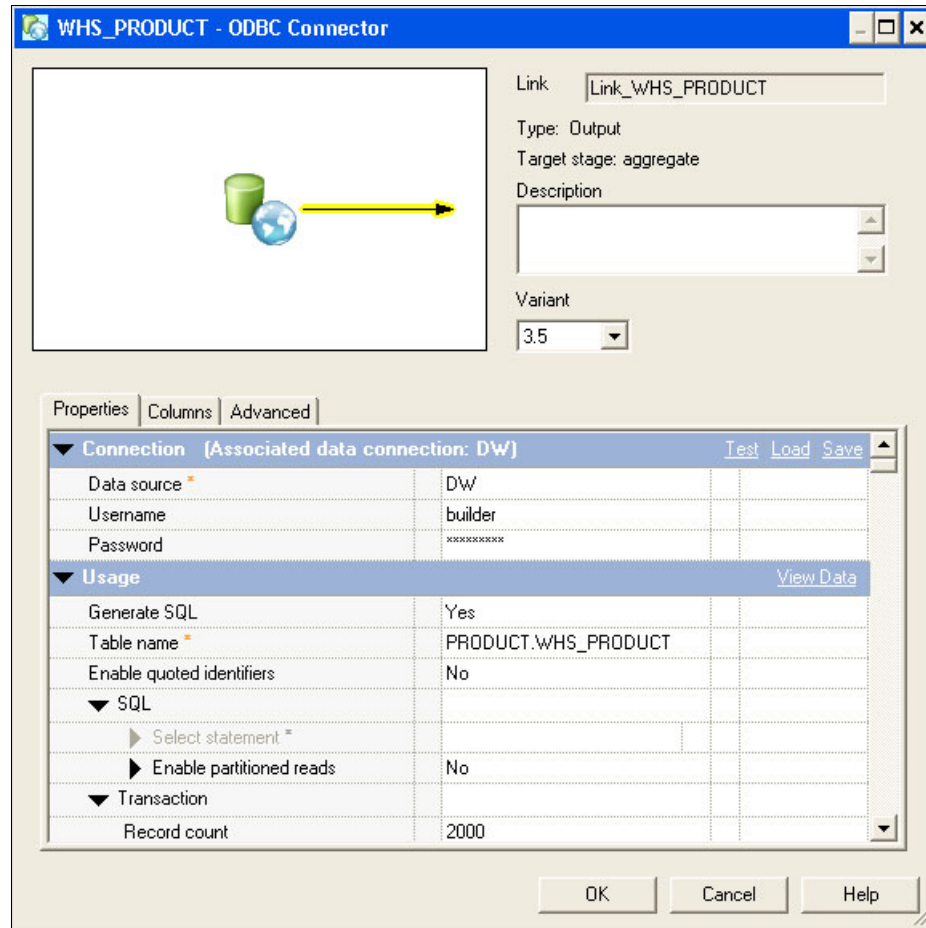 WHS_PRODUCT - ODBC Connector
Link Link_WHS_PRODUCT
Type: Output
Target stage: aggregate
Description
Variant
3.5
Properties Columns Advanced
Connection (Associated data connection: DW) Test Load Save
Data source * DW
Username builder
Password *********
Usage View Data
Generate SQL Yes
Table name * PRODUCT.WHS_PRODUCT
Enable quoted identifiers No
SQL
Select statement *
Enable partitioned reads No
Transaction
Record count 2000
OK Cancel Help